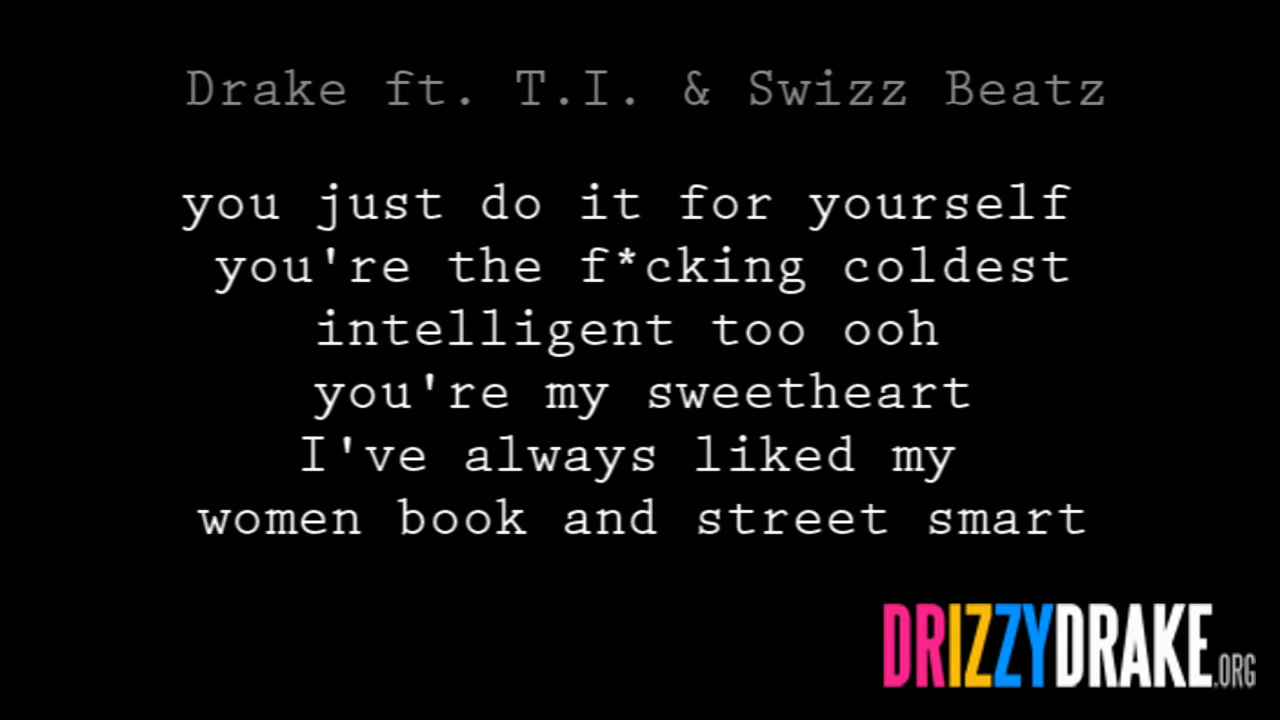 Drake ft. T.I. & Swizz Beatz
you just do it for yourself
you're the f*cking coldest
intelligent too ooh
you're my sweetheart
I've always liked my
women book and street smart
DRIZZYDRAKE.ORG